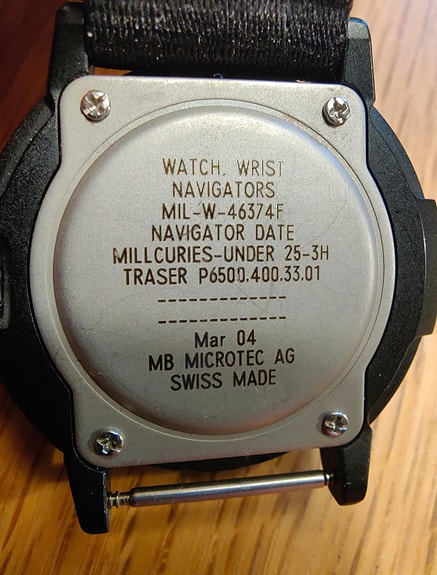 WATCH, WRIST
NAVIGATORS
MIL-W-46374F
NAVIGATOR DATE
MILLCURIES-UNDER 25-3H
TRASER P6500.400.33.01
-------------
-------------
Mar 04
MB MICROTEC AG
SWISS MADE